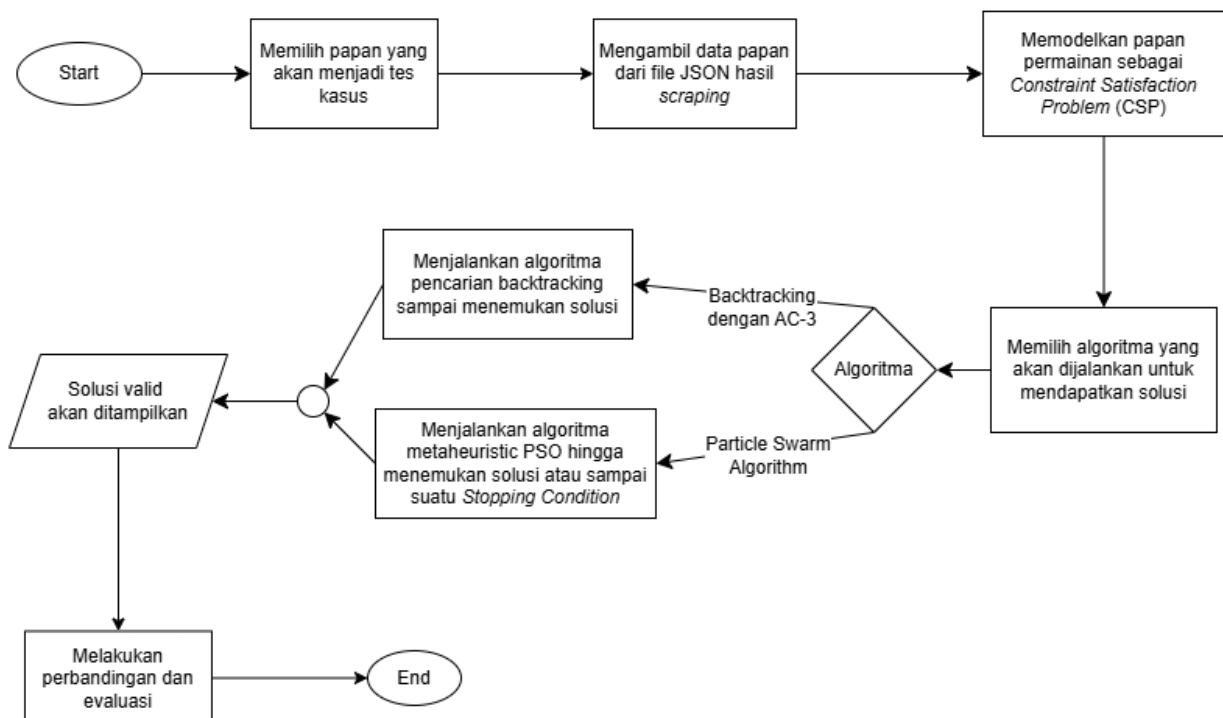 Start
Memilih papan yang
akan menjadi tes
kasus
Mengambil data papan
dari file JSON hasil
scraping
Memodelkan papan
permainan sebagai
Constraint Satisfaction
Problem (CSP)
Memilih algoritma yang
akan dijalankan untuk
mendapatkan solusi
Algoritma
Backtracking
dengan AC-3
Menjalankan algoritma
pencarian backtracking
sampai menemukan solusi
Particle Swarm
Algorithm
Menjalankan algoritma
metaheuristic PSO hingga
menemukan solusi atau sampai
suatu Stopping Condition
Solusi valid
akan ditampilkan
Melakukan
perbandingan dan
evaluasi
End